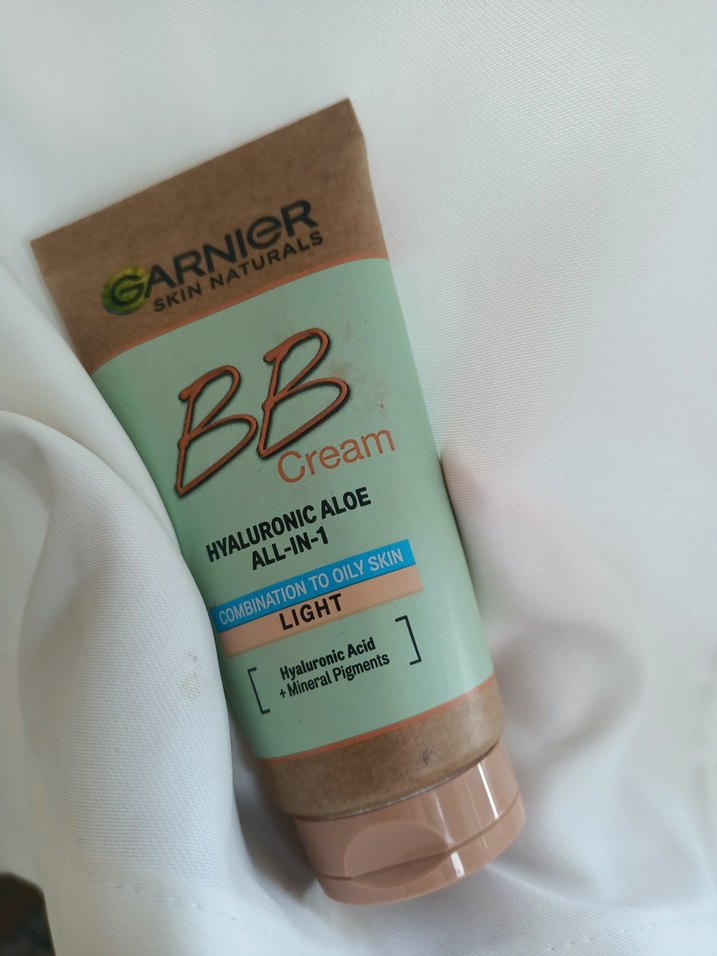 GARNIER
SKIN NATURALS
BB
Cream
HYALURONIC ALOE
ALL-IN-1
COMBINATION TO OILY SKIN
LIGHT
Hyaluronic Acid
+ Mineral Pigments